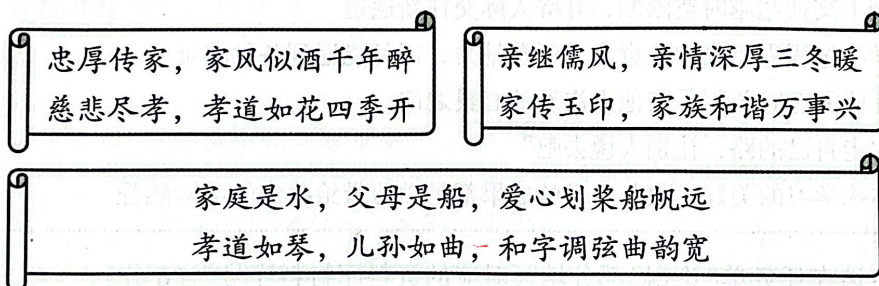 忠厚传家，家风似酒千年醉
慈悲尽孝，孝道如花四季开
亲继儒风，亲情深厚三冬暖
家传玉印，家族和谐万事兴
家庭是水，父母是船，爱心划桨船帆远
孝道如琴，儿孙如曲，和字调弦曲韵宽